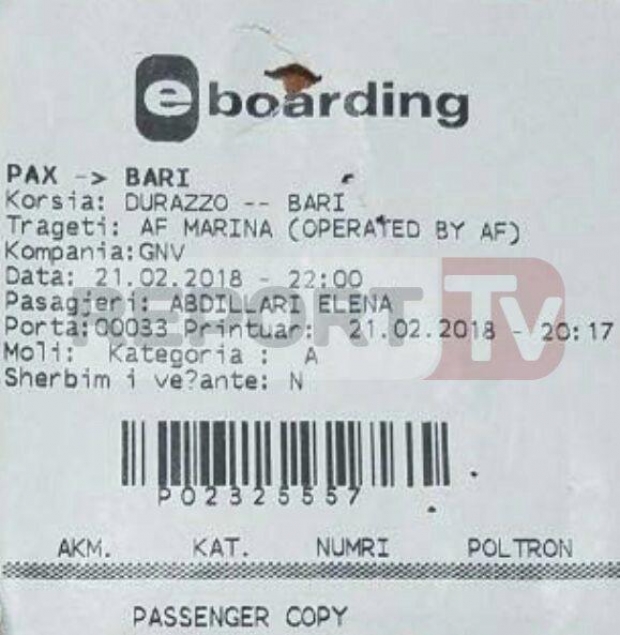 e boarding
PAX -> BARI
Korsia: DURAZZO -- BARI
Trageti: AF MARINA (OPERATED BY AF)
Kompania:GNV
Data: 21.02.2018 - 22:00
Pasagjeri: ABDILLARI ELENA
REPORT Tv
Porta:00033 Printuar: 21.02.2018 - 20:17
Moli: Kategoria : A
Sherbim i ve?ante: N
P02325557
AKM. KAT. NUMRI POLTRON
PASSENGER COPY